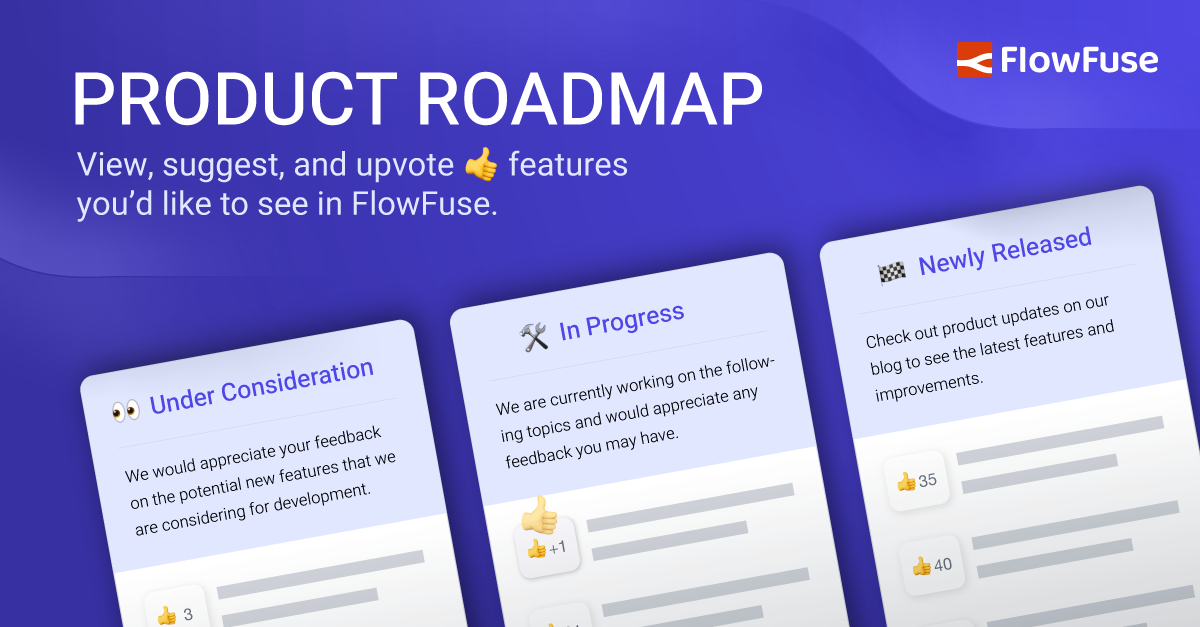 FlowFuse
PRODUCT ROADMAP
View, suggest, and upvote 👍 features
you'd like to see in FlowFuse.
👀 Under Consideration
We would appreciate your feedback
on the potential new features that we
are considering for development.
👍 3
🛠️ In Progress
We are currently working on the follow-
ing topics and would appreciate any
feedback you may have.
👍+1
🏁 Newly Released
Check out product updates on our
blog to see the latest features and
improvements.
👍35
👍40